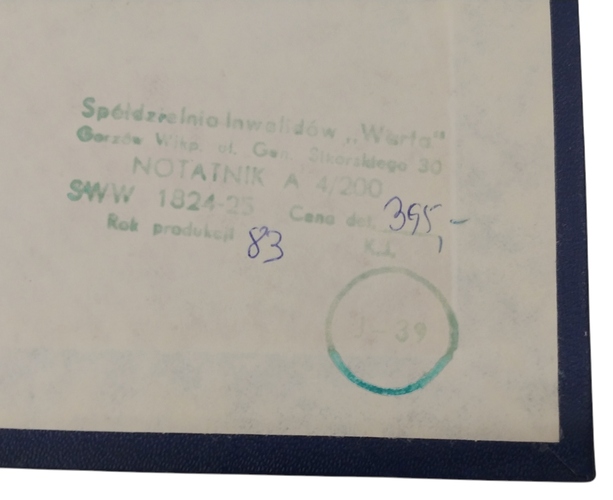 Spółdzielnia Inwalidów „Warta"
Gorzów Wlkp. ul. Gen. Sikorskiego 30
NOTATNIK A 4/200
SWW 1824-25 Cena det. 395,-
Rok produkcji 83 K.J.
-39